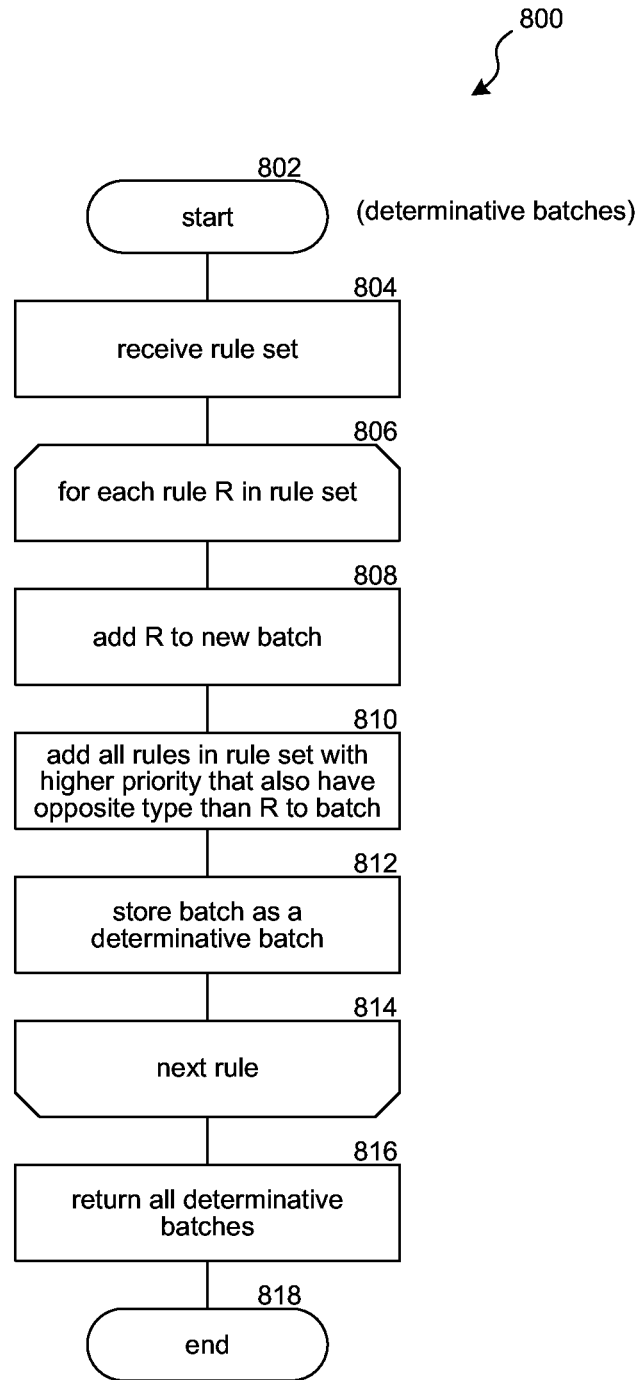 800
802
start
(determinative batches)
804
receive rule set
806
for each rule R in rule set
808
add R to new batch
810
add all rules in rule set with
higher priority that also have
opposite type than R to batch
812
store batch as a
determinative batch
814
next rule
816
return all determinative
batches
818
end